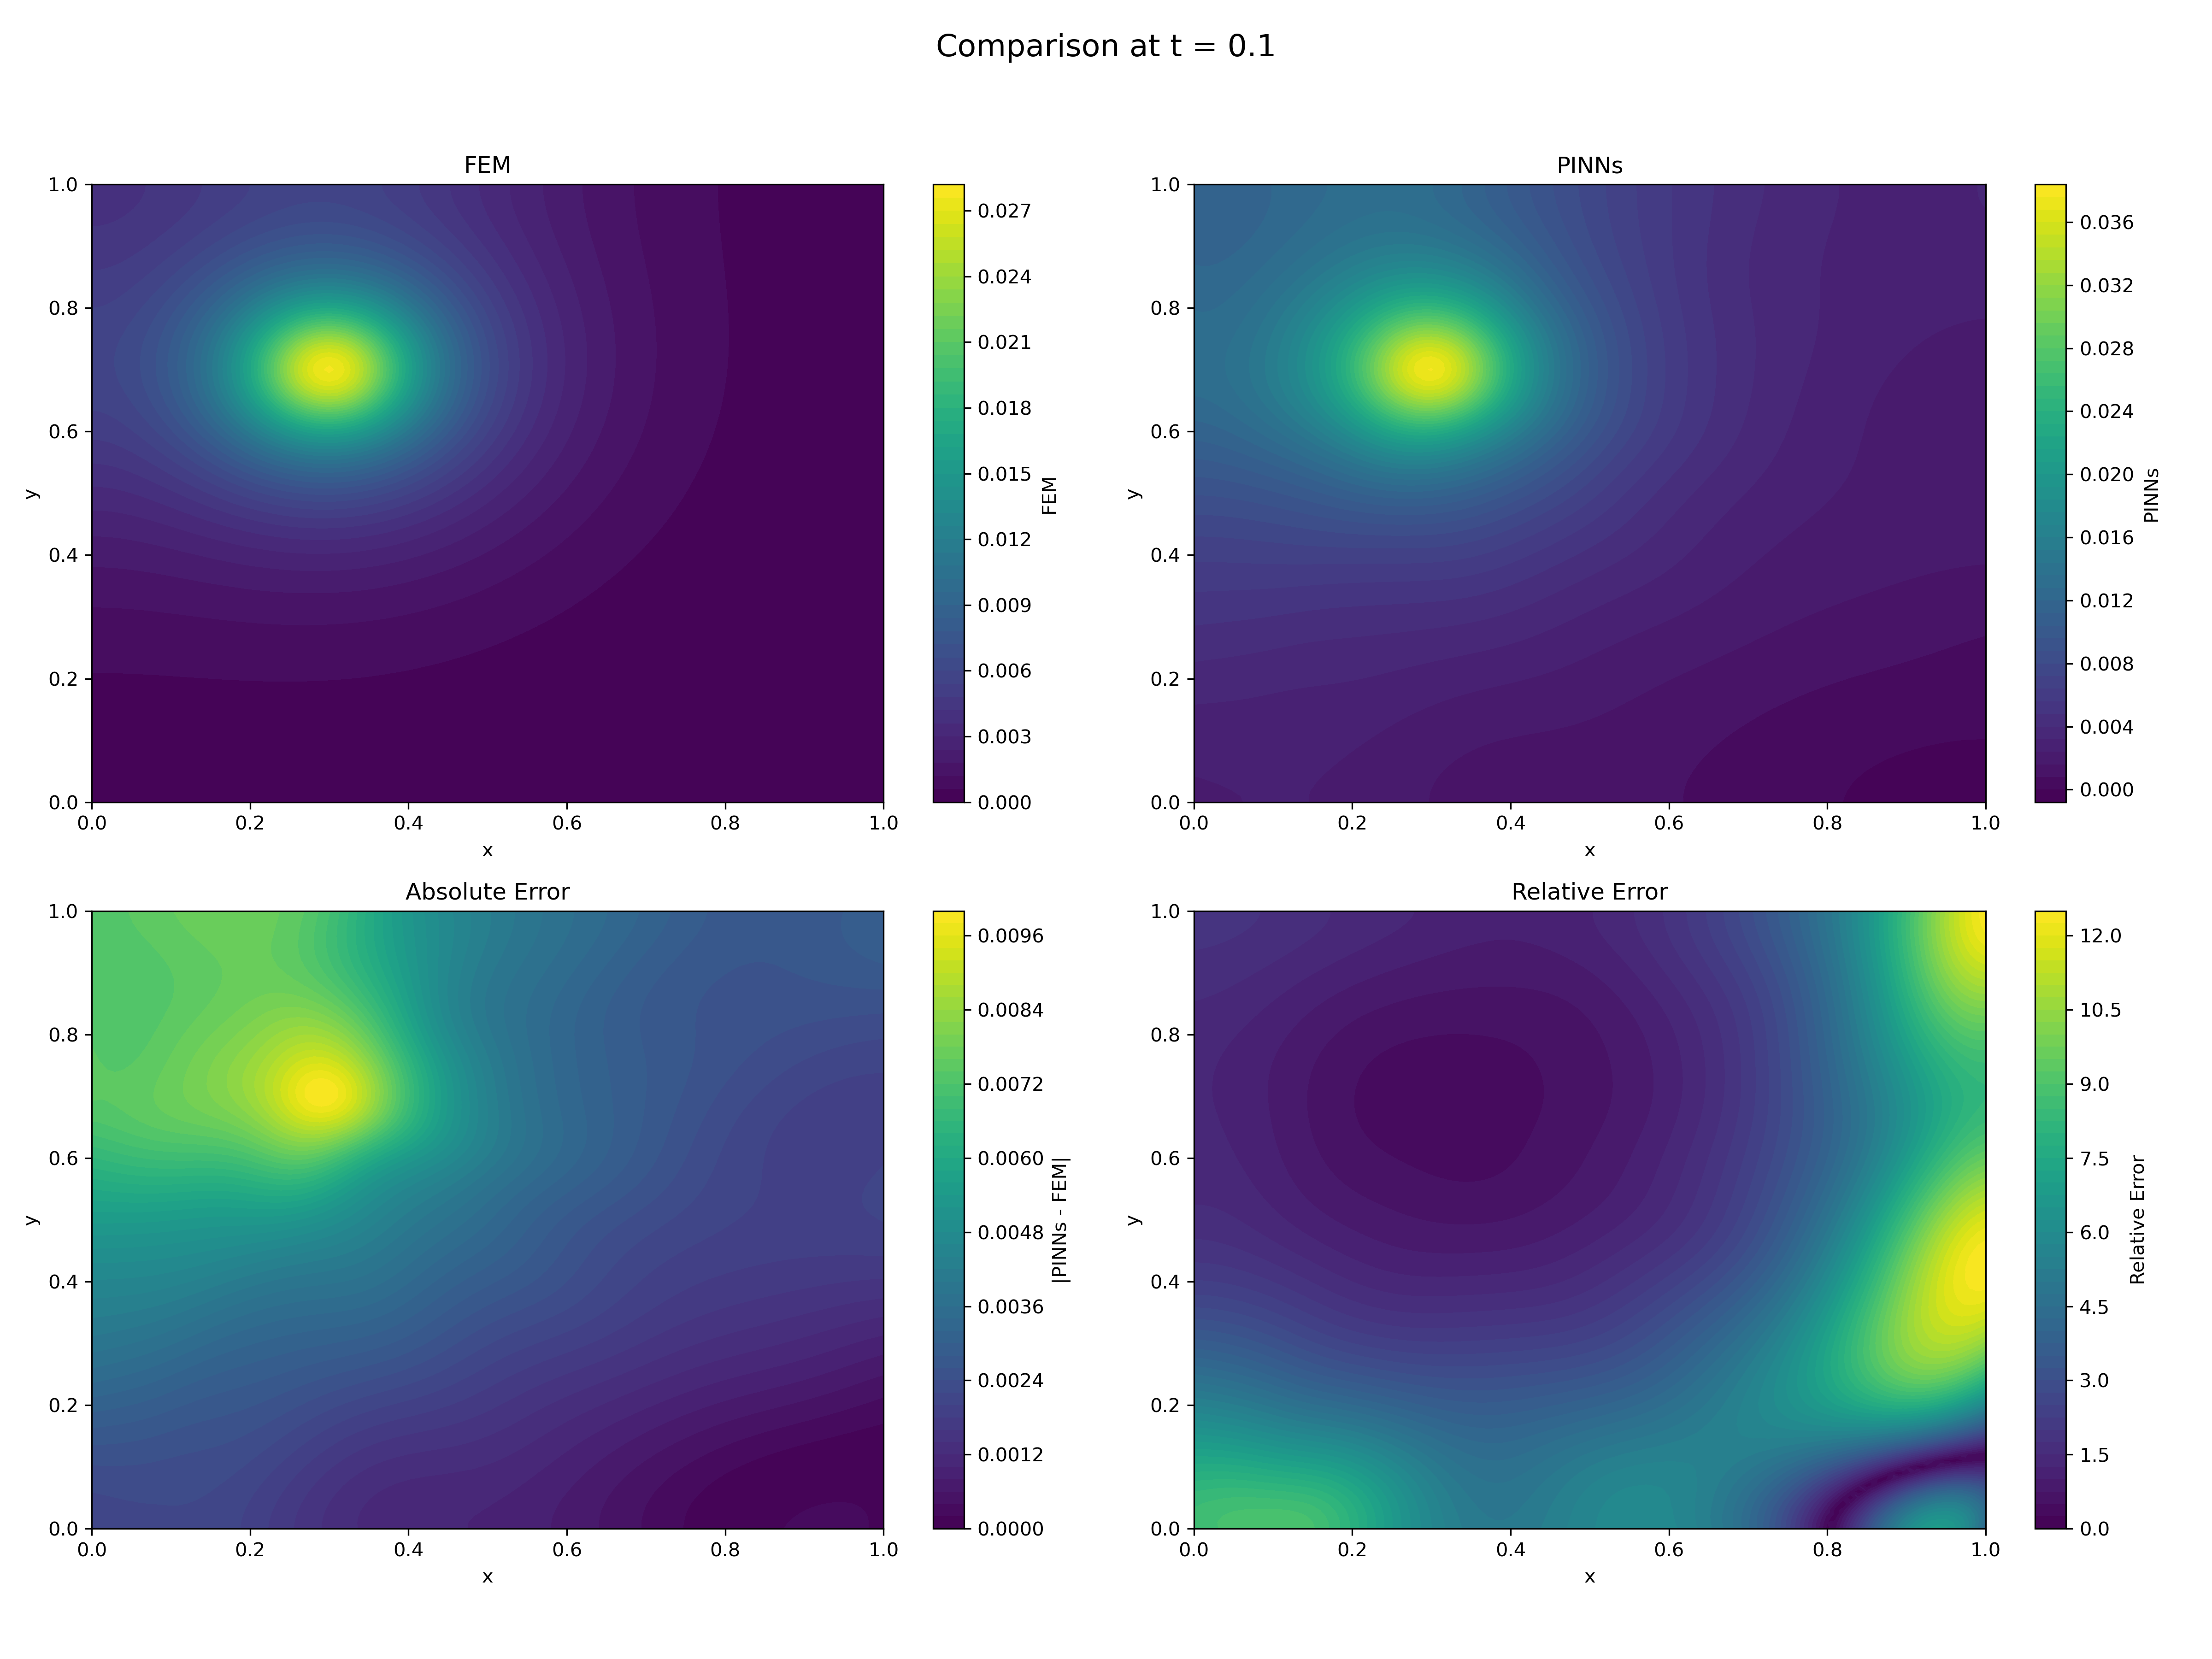 Comparison at t = 0.1
FEM
1.0
0.8
0.6
0.4
0.2
0.0
y
0.0 0.2 0.4 0.6 0.8 1.0
x
0.027
0.024
0.021
0.018
0.015
0.012
0.009
0.006
0.003
0.000
FEM
PINNs
1.0
0.8
0.6
0.4
0.2
0.0
y
0.0 0.2 0.4 0.6 0.8 1.0
x
0.036
0.032
0.028
0.024
0.020
0.016
0.012
0.008
0.004
0.000
PINNs
Absolute Error
1.0
0.8
0.6
0.4
0.2
0.0
y
0.0 0.2 0.4 0.6 0.8 1.0
x
0.0096
0.0084
0.0072
0.0060
0.0048
0.0036
0.0024
0.0012
0.0000
|PINNs - FEM|
Relative Error
1.0
0.8
0.6
0.4
0.2
0.0
y
0.0 0.2 0.4 0.6 0.8 1.0
x
12.0
10.5
9.0
7.5
6.0
4.5
3.0
1.5
0.0
Relative Error